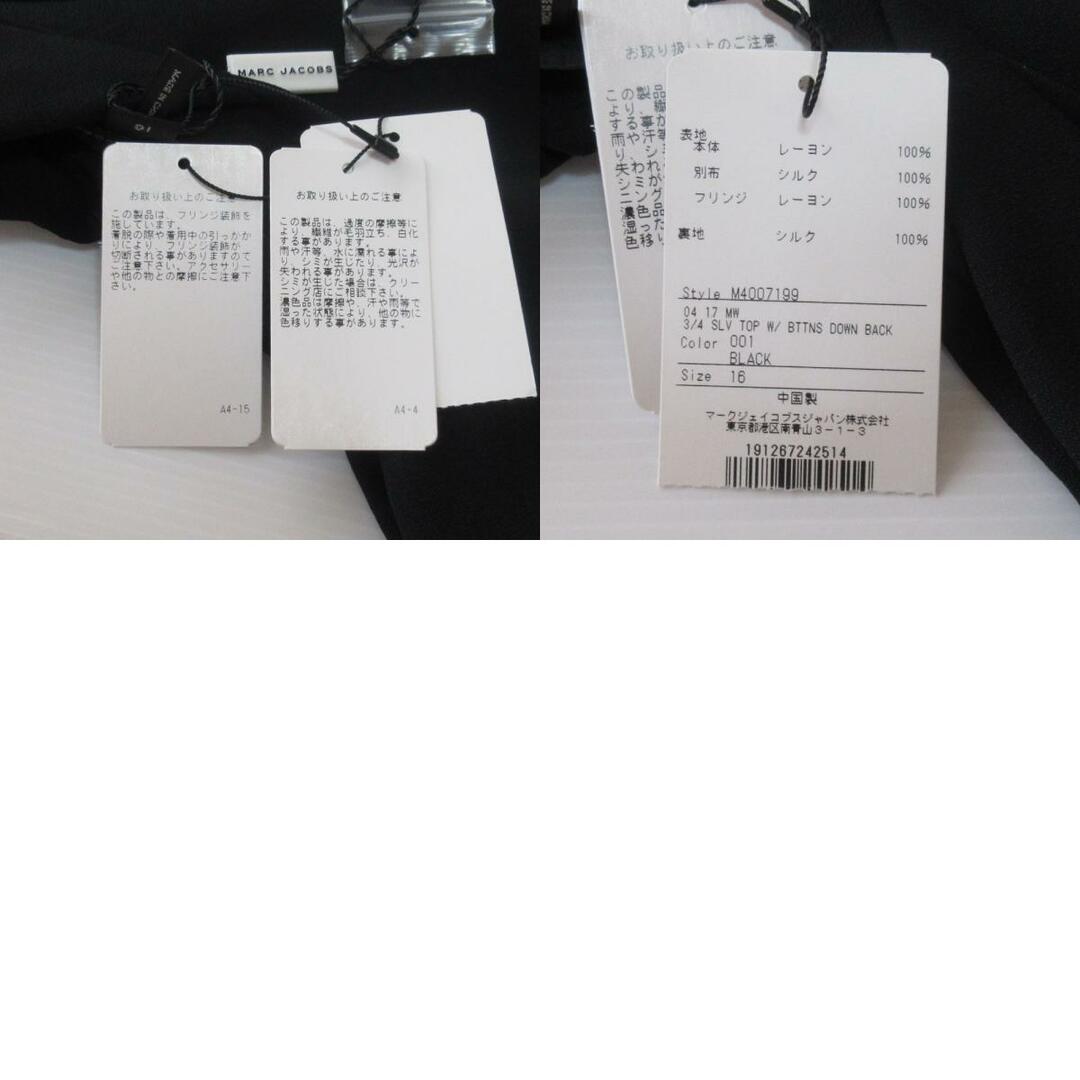 MARC JACOBS
お取り扱い上のご注意
この製品は、フリンジ装飾を
施しています。
着脱の際や着用中の引っかか
りにより、フリンジ装飾が
切断される事がありますので
ご注意下さい。アクセサリー
や他の物との摩擦にご注意下
さい。
A4-15
お取り扱い上のご注意
この製品は、過度の摩擦等に
より、繊維が毛羽立ち、白化
する事があります。
雨や汗等、水に濡れる事によ
り、シミが生じたり、光沢が
失われる事があります。
シミが生じた場合は、クリー
ニング店にご相談下さい。
濃色品は摩擦や、汗や雨等で
湿った状態により、他の物に
色移りする事があります。
A4-4
お取り扱い上のご注意
表地
本体 レーヨン 100%
別布 シルク 100%
フリンジ レーヨン 100%
裏地 シルク 100%
Style M4007199
04 17 MW
3/4 SLV TOP W/ BTTNS DOWN BACK
Color 001
BLACK
Size 16
中国製
マークジェイコブスジャパン株式会社
東京都港区南青山3-1-3
191267242514